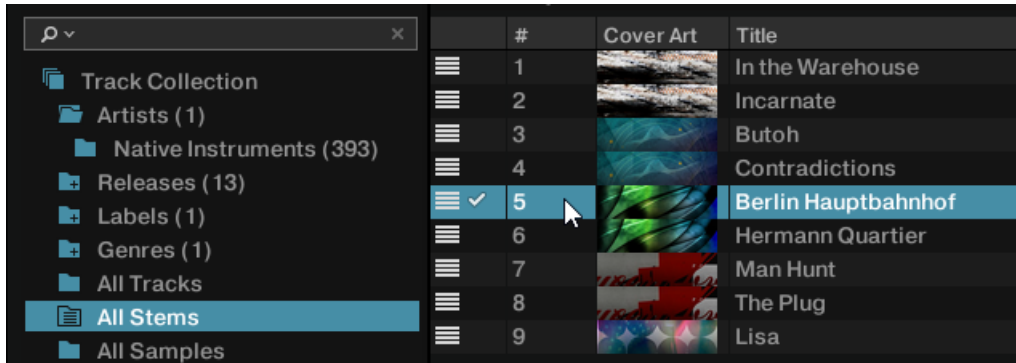 Track Collection
Artists (1)
Native Instruments (393)
Releases (13)
Labels (1)
Genres (1)
All Tracks
All Stems
All Samples
# Cover Art Title
1 In the Warehouse
2 Incarnate
3 Butoh
4 Contradictions
5 Berlin Hauptbahnhof
6 Hermann Quartier
7 Man Hunt
8 The Plug
9 Lisa